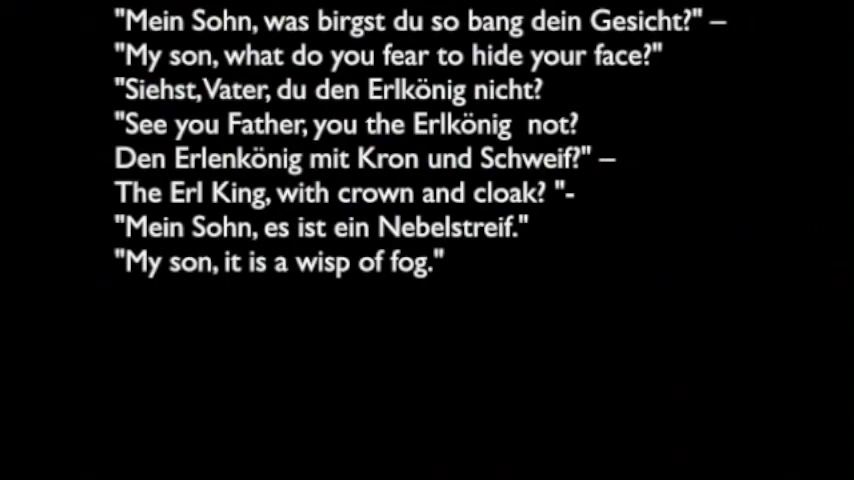 "Mein Sohn, was birgst du so bang dein Gesicht?" –
"My son, what do you fear to hide your face?"
"Siehst,Vater, du den Erlkönig nicht?
"See you Father, you the Erlkönig  not?
Den Erlenkönig mit Kron und Schweif?" –
The Erl King, with crown and cloak? "-
"Mein Sohn, es ist ein Nebelstreif."
"My son, it is a wisp of fog."